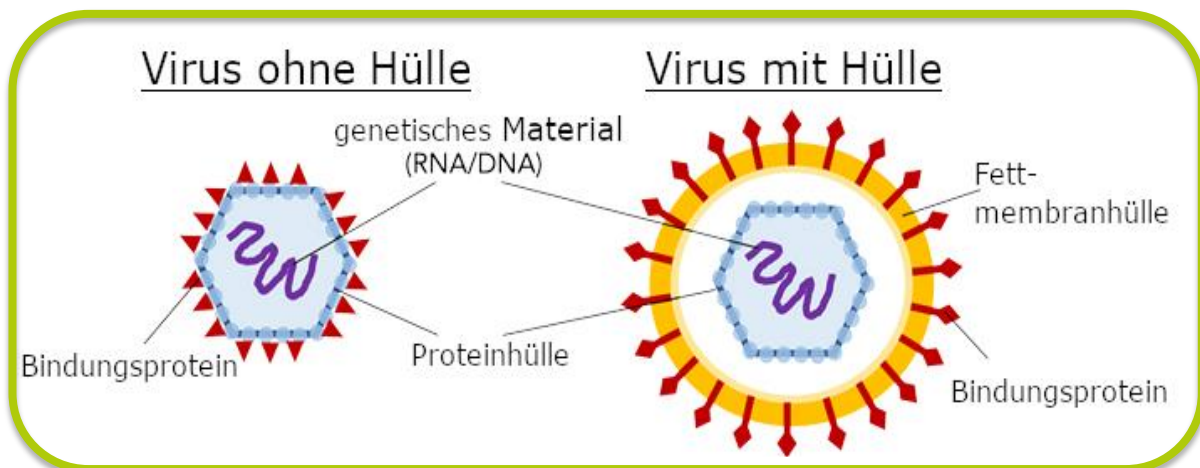 Virus ohne Hülle
Virus mit Hülle
genetisches Material
(RNA/DNA)
Fett-
membranhülle
Bindungsprotein
Proteinhülle
Bindungsprotein